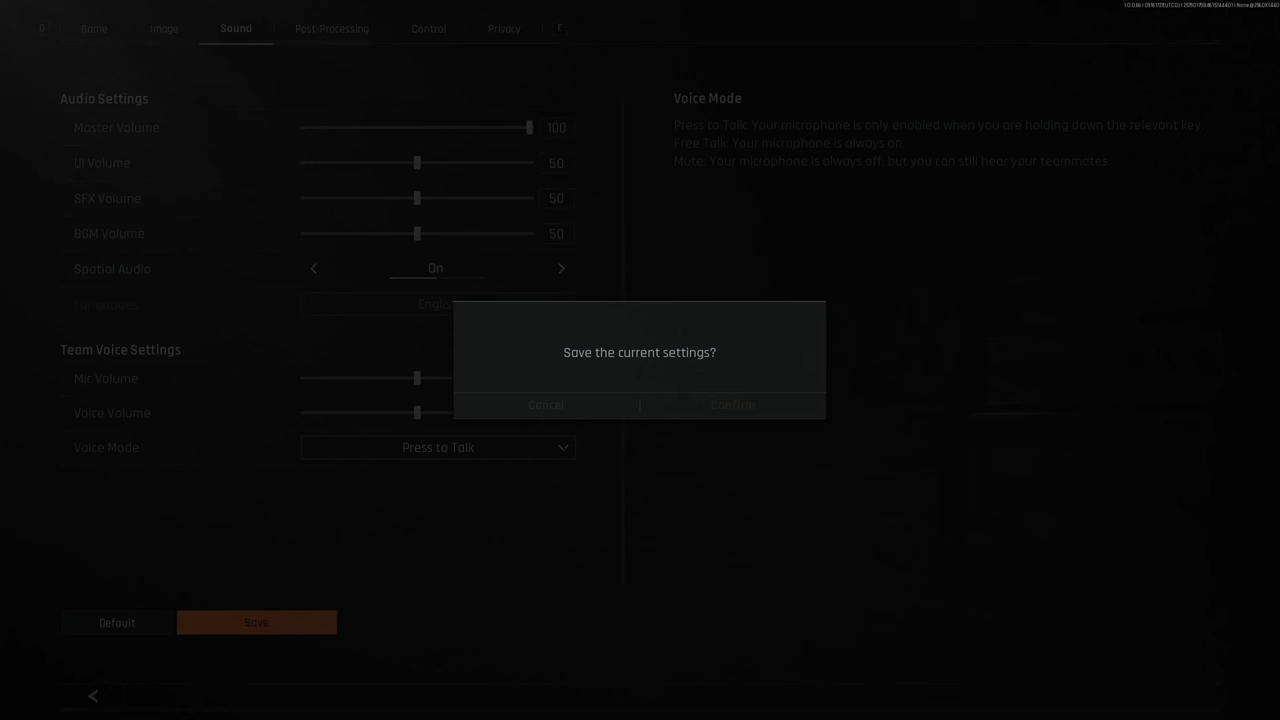 Q Game Image Sound Post-Processing Control Privacy E
Audio Settings
Master Volume 100
UI Volume 50
SFX Volume 50
BGM Volume 50
Spatial Audio On
Languages
Team Voice Settings
Mic Volume
Voice Volume
Voice Mode Press to Talk
Voice Mode
Press to Talk: Your microphone is only enabled when you are holding down the relevant key.
Free Talk: Your microphone is always on.
Mute: Your microphone is always off, but you can still hear your teammates.
Save the current settings?
Cancel | Confirm
Default Save